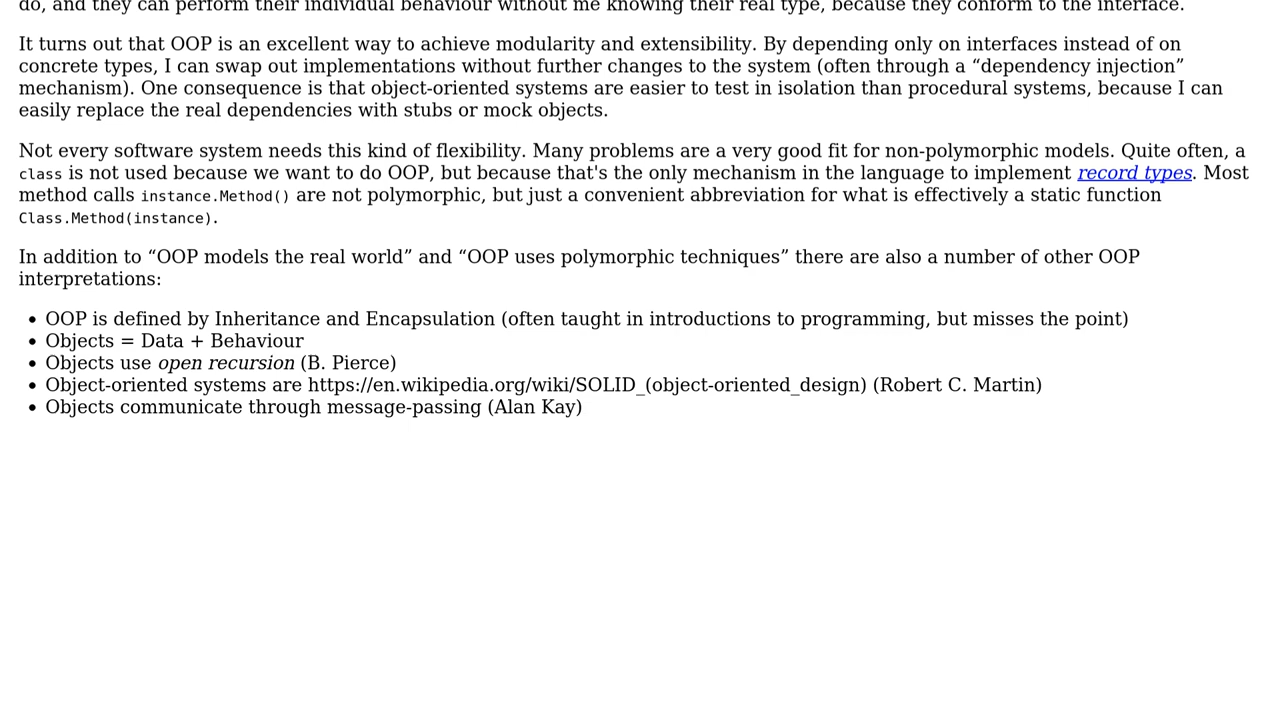 do, and they can perform their individual behaviour without me knowing their real type, because they conform to the interface.
It turns out that OOP is an excellent way to achieve modularity and extensibility. By depending only on interfaces instead of on
concrete types, I can swap out implementations without further changes to the system (often through a “dependency injection”
mechanism). One consequence is that object-oriented systems are easier to test in isolation than procedural systems, because I can
easily replace the real dependencies with stubs or mock objects.
Not every software system needs this kind of flexibility. Many problems are a very good fit for non-polymorphic models. Quite often, a
class is not used because we want to do OOP, but because that's the only mechanism in the language to implement record types. Most
method calls instance.Method() are not polymorphic, but just a convenient abbreviation for what is effectively a static function
Class.Method(instance).
In addition to “OOP models the real world” and “OOP uses polymorphic techniques” there are also a number of other OOP
interpretations:
• OOP is defined by Inheritance and Encapsulation (often taught in introductions to programming, but misses the point)
• Objects = Data + Behaviour
• Objects use open recursion (B. Pierce)
• Object-oriented systems are https://en.wikipedia.org/wiki/SOLID_(object-oriented_design) (Robert C. Martin)
• Objects communicate through message-passing (Alan Kay)